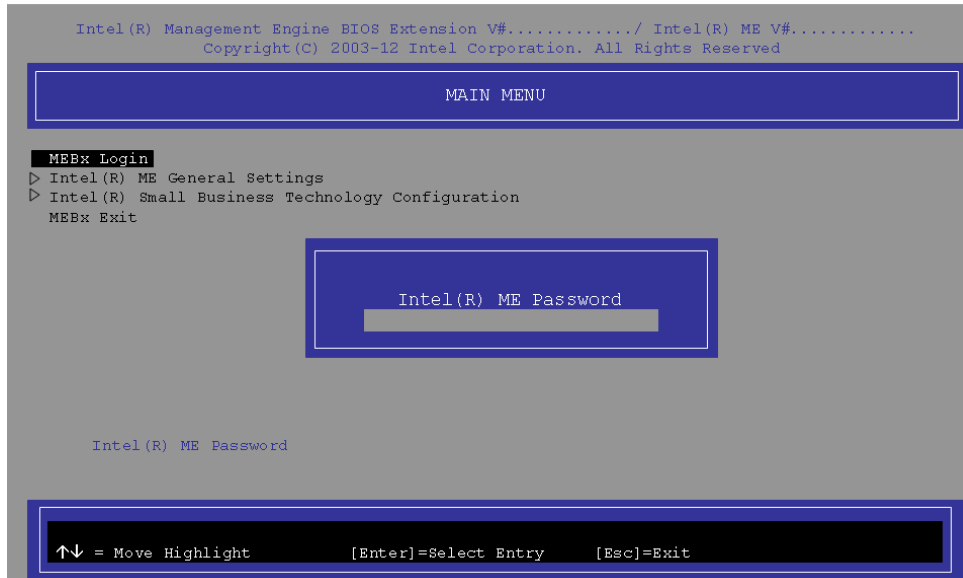 Intel(R) Management Engine BIOS Extension V#............./ Intel(R) ME V#.............
Copyright(C) 2003-12 Intel Corporation. All Rights Reserved
MAIN MENU
MEBx Login
▷ Intel(R) ME General Settings
▷ Intel(R) Small Business Technology Configuration
MEBx Exit
Intel(R) ME Password
Intel(R) ME Password
↑↓ = Move Highlight [Enter]=Select Entry [Esc]=Exit